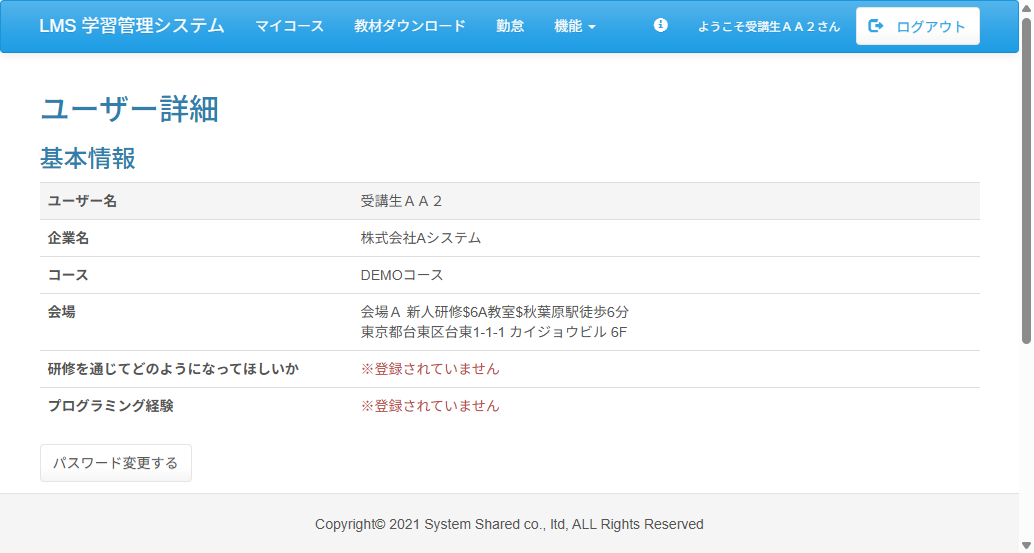 LMS 学習管理システム マイコース 教材ダウンロード 勤怠 機能 ようこそ受講生ＡＡ２さん ログアウト
ユーザー詳細
基本情報
ユーザー名 受講生ＡＡ２
企業名 株式会社Aシステム
コース DEMOコース
会場 会場Ａ 新人研修$6A教室$秋葉原駅徒歩6分
東京都台東区台東1-1-1 カイジョウビル 6F
研修を通じてどのようになってほしいか ※登録されていません
プログラミング経験 ※登録されていません
パスワード変更する
Copyright© 2021 System Shared co., ltd, ALL Rights Reserved